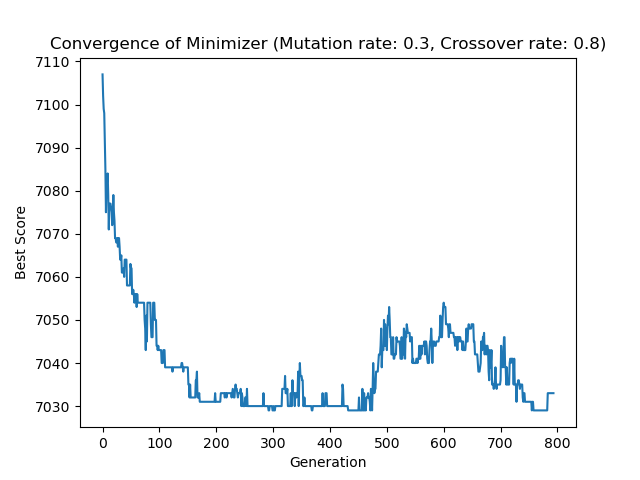 Convergence of Minimizer (Mutation rate: 0.3, Crossover rate: 0.8)
7110
7100
7090
7080
7070
7060
7050
7040
7030
Best Score
0 100 200 300 400 500 600 700 800
Generation